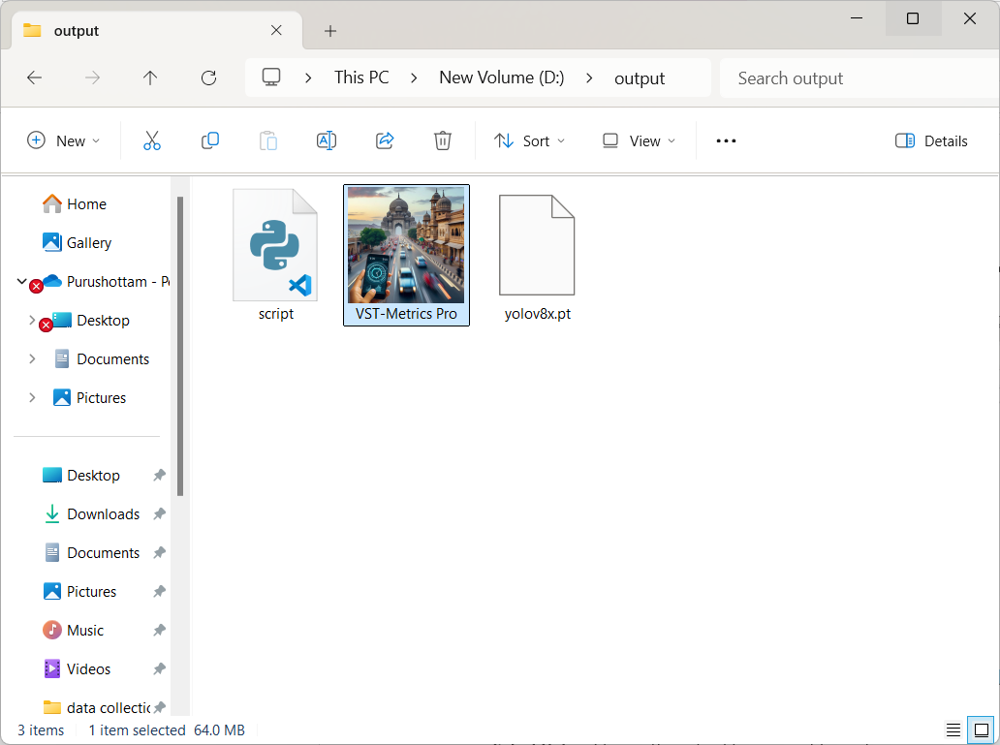 output
This PC
New Volume (D:)
output
Search output
New
Sort
View
Details
Home
Gallery
Purushottam - P
Desktop
Documents
Pictures
Desktop
Downloads
Documents
Pictures
Music
Videos
data collectio
script
VST-Metrics Pro
yolov8x.pt
3 items
1 item selected 64.0 MB